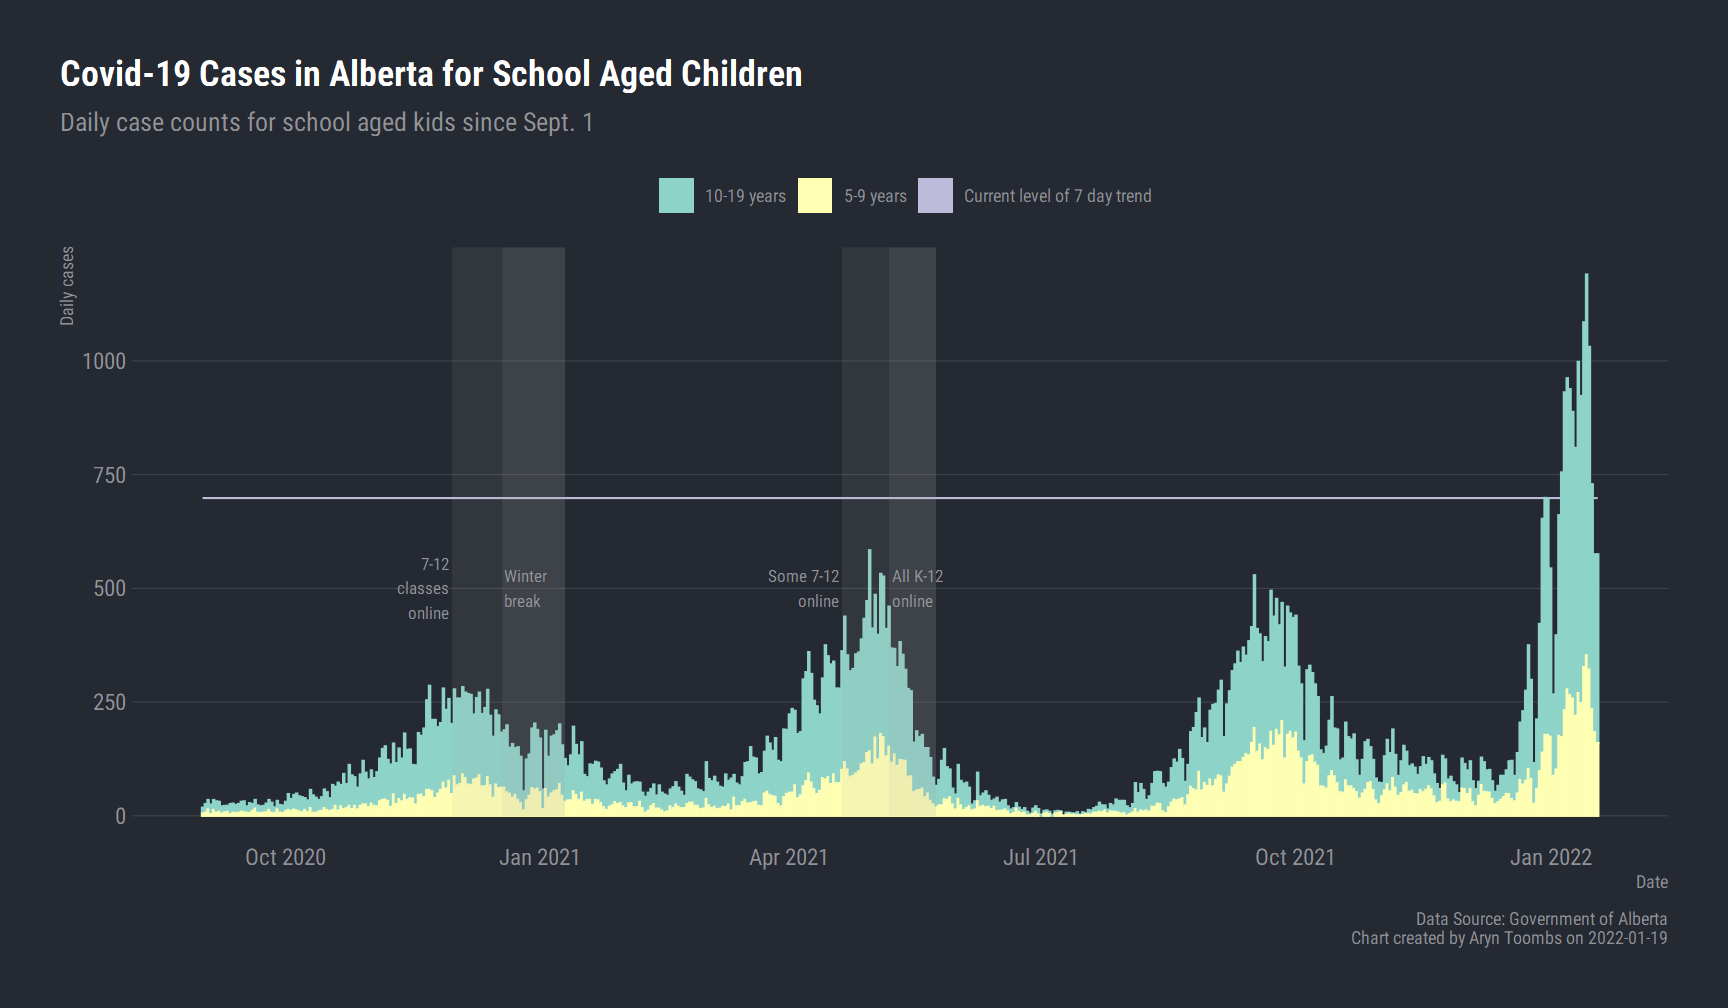 Covid-19 Cases in Alberta for School Aged Children
Daily case counts for school aged kids since Sept. 1
10-19 years
5-9 years
Current level of 7 day trend
Daily cases
1000
750
500
250
0
7-12
classes
online
Winter
break
Some 7-12
online
All K-12
online
Oct 2020
Jan 2021
Apr 2021
Jul 2021
Oct 2021
Jan 2022
Date
Data Source: Government of Alberta
Chart created by Aryn Toombs on 2022-01-19